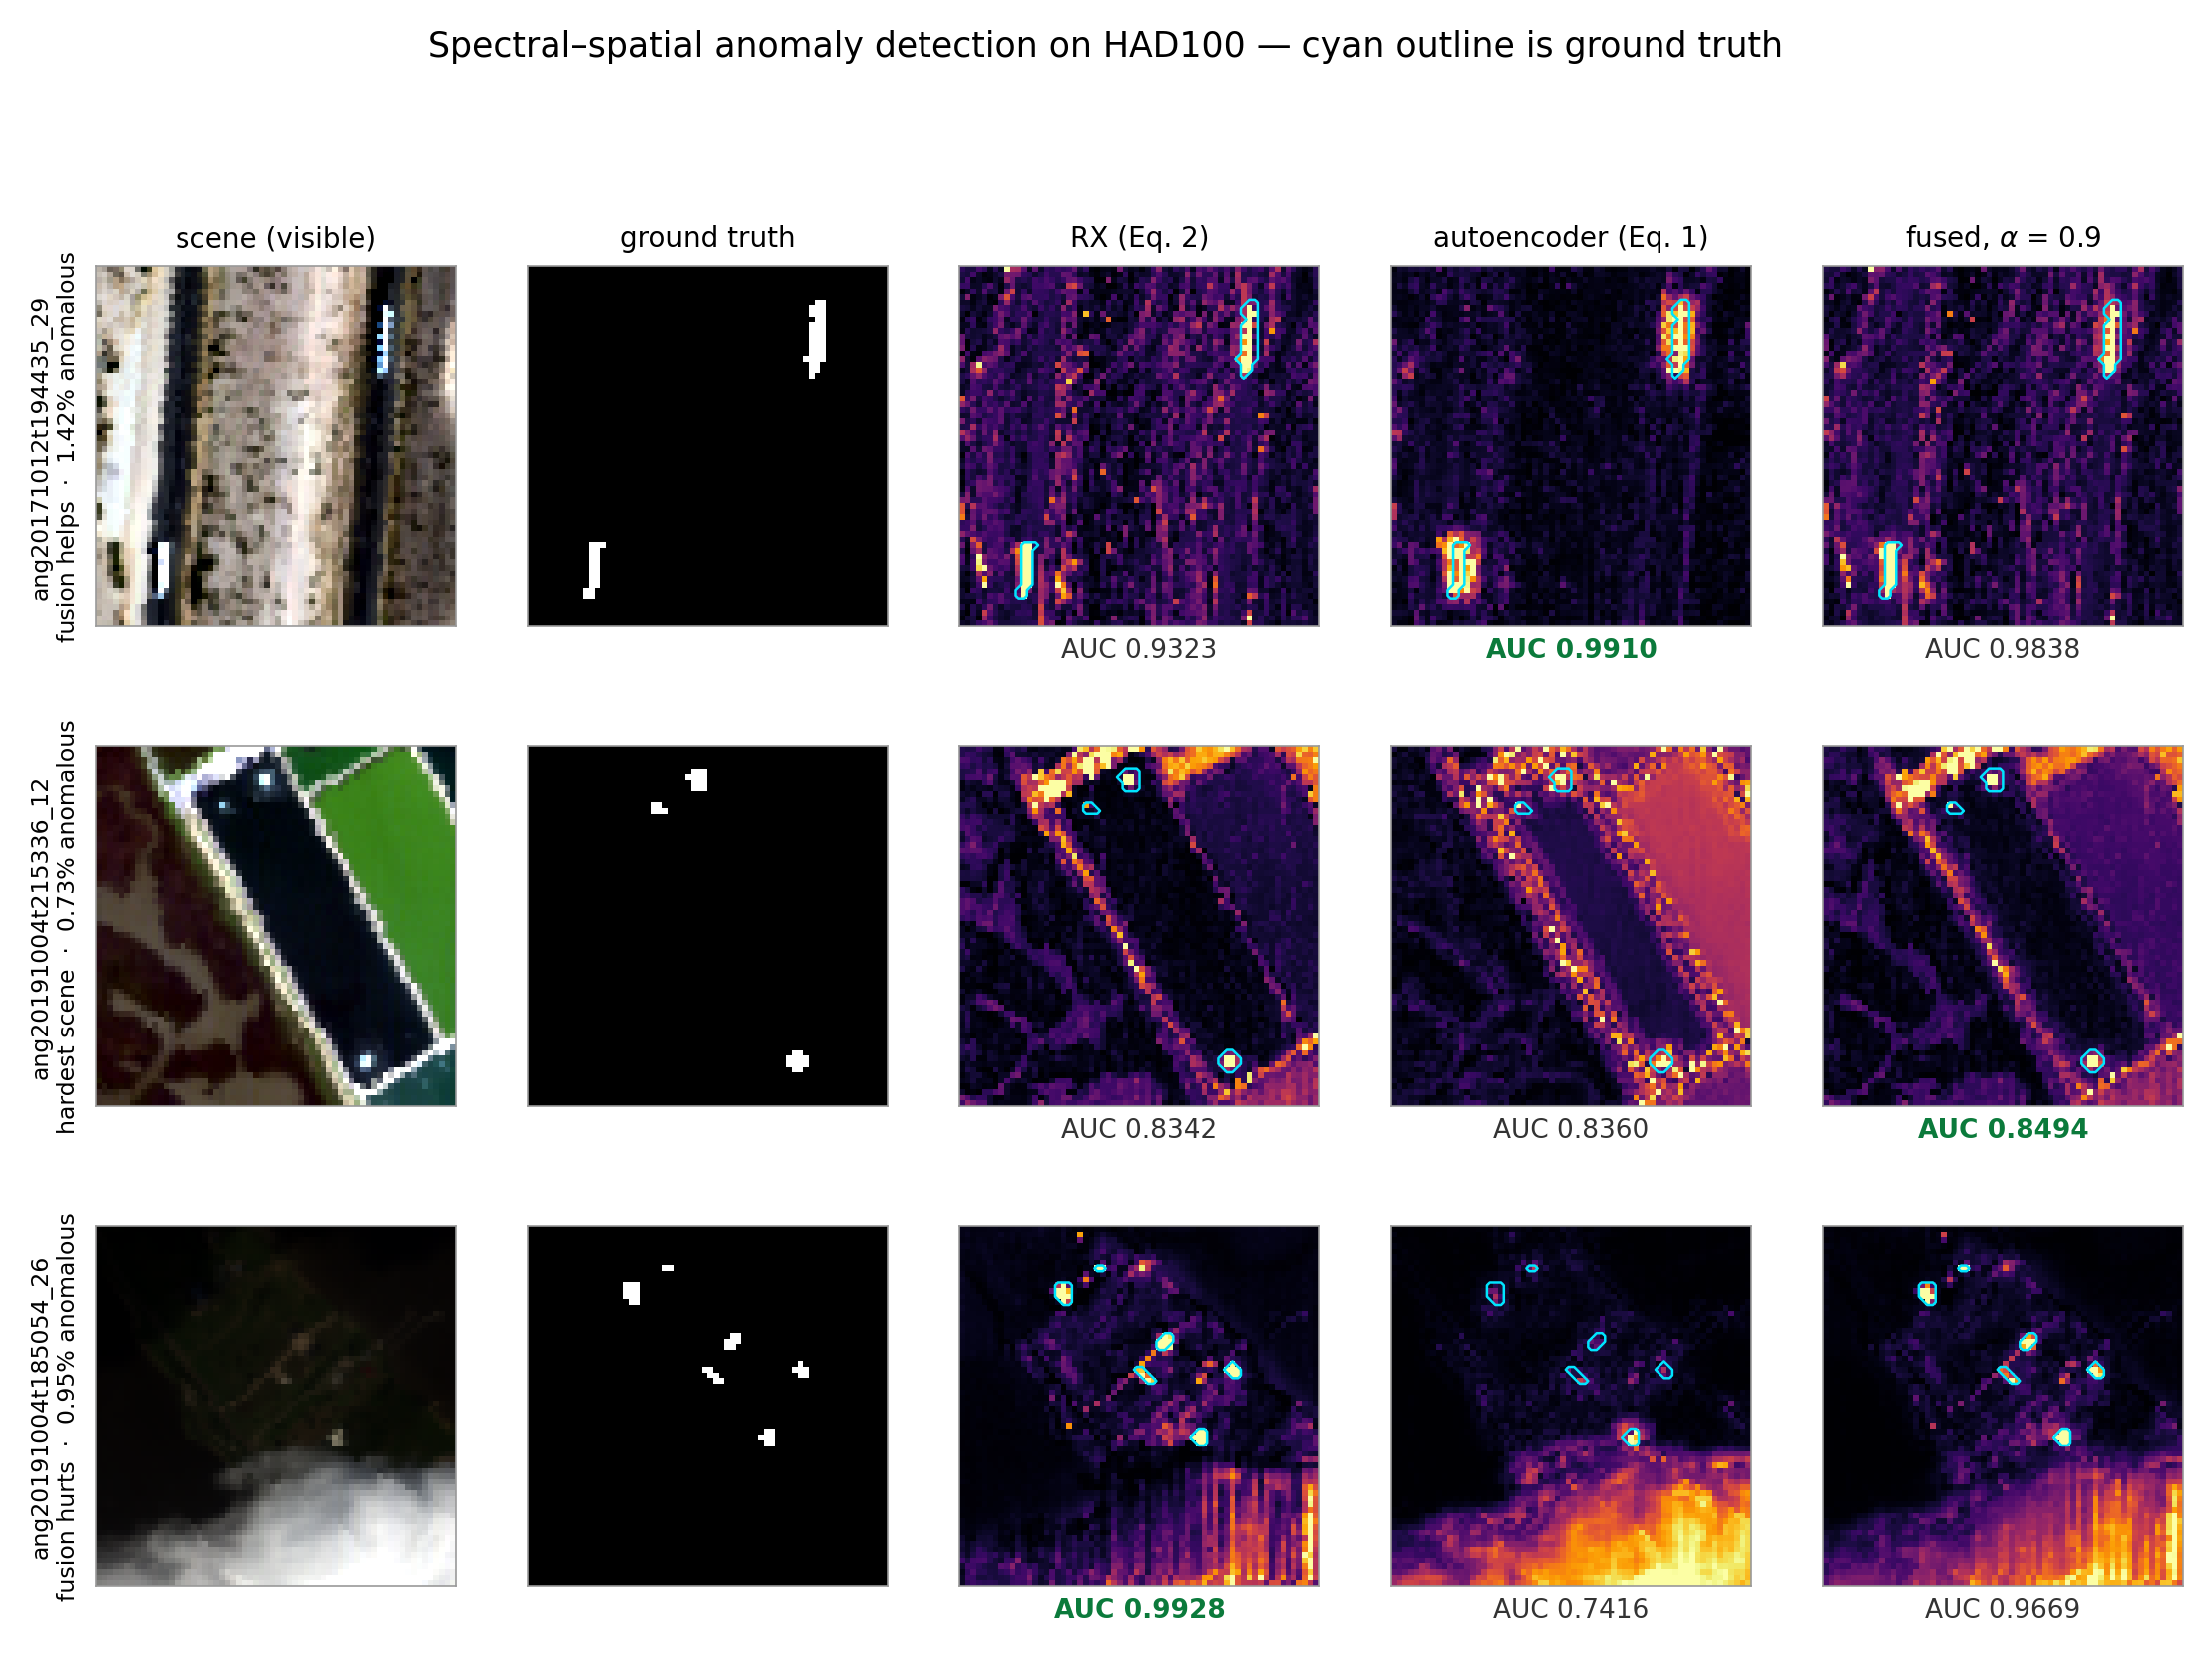 Spectral–spatial anomaly detection on HAD100 — cyan outline is ground truth
scene (visible)
ground truth
RX (Eq. 2)
autoencoder (Eq. 1)
fused, α = 0.9
ang20171012t194435_29
fusion helps · 1.42% anomalous
AUC 0.9323
AUC 0.9910
AUC 0.9838
ang20191004t215336_12
hardest scene · 0.73% anomalous
AUC 0.8342
AUC 0.8360
AUC 0.8494
ang20191004t185054_26
fusion hurts · 0.95% anomalous
AUC 0.9928
AUC 0.7416
AUC 0.9669